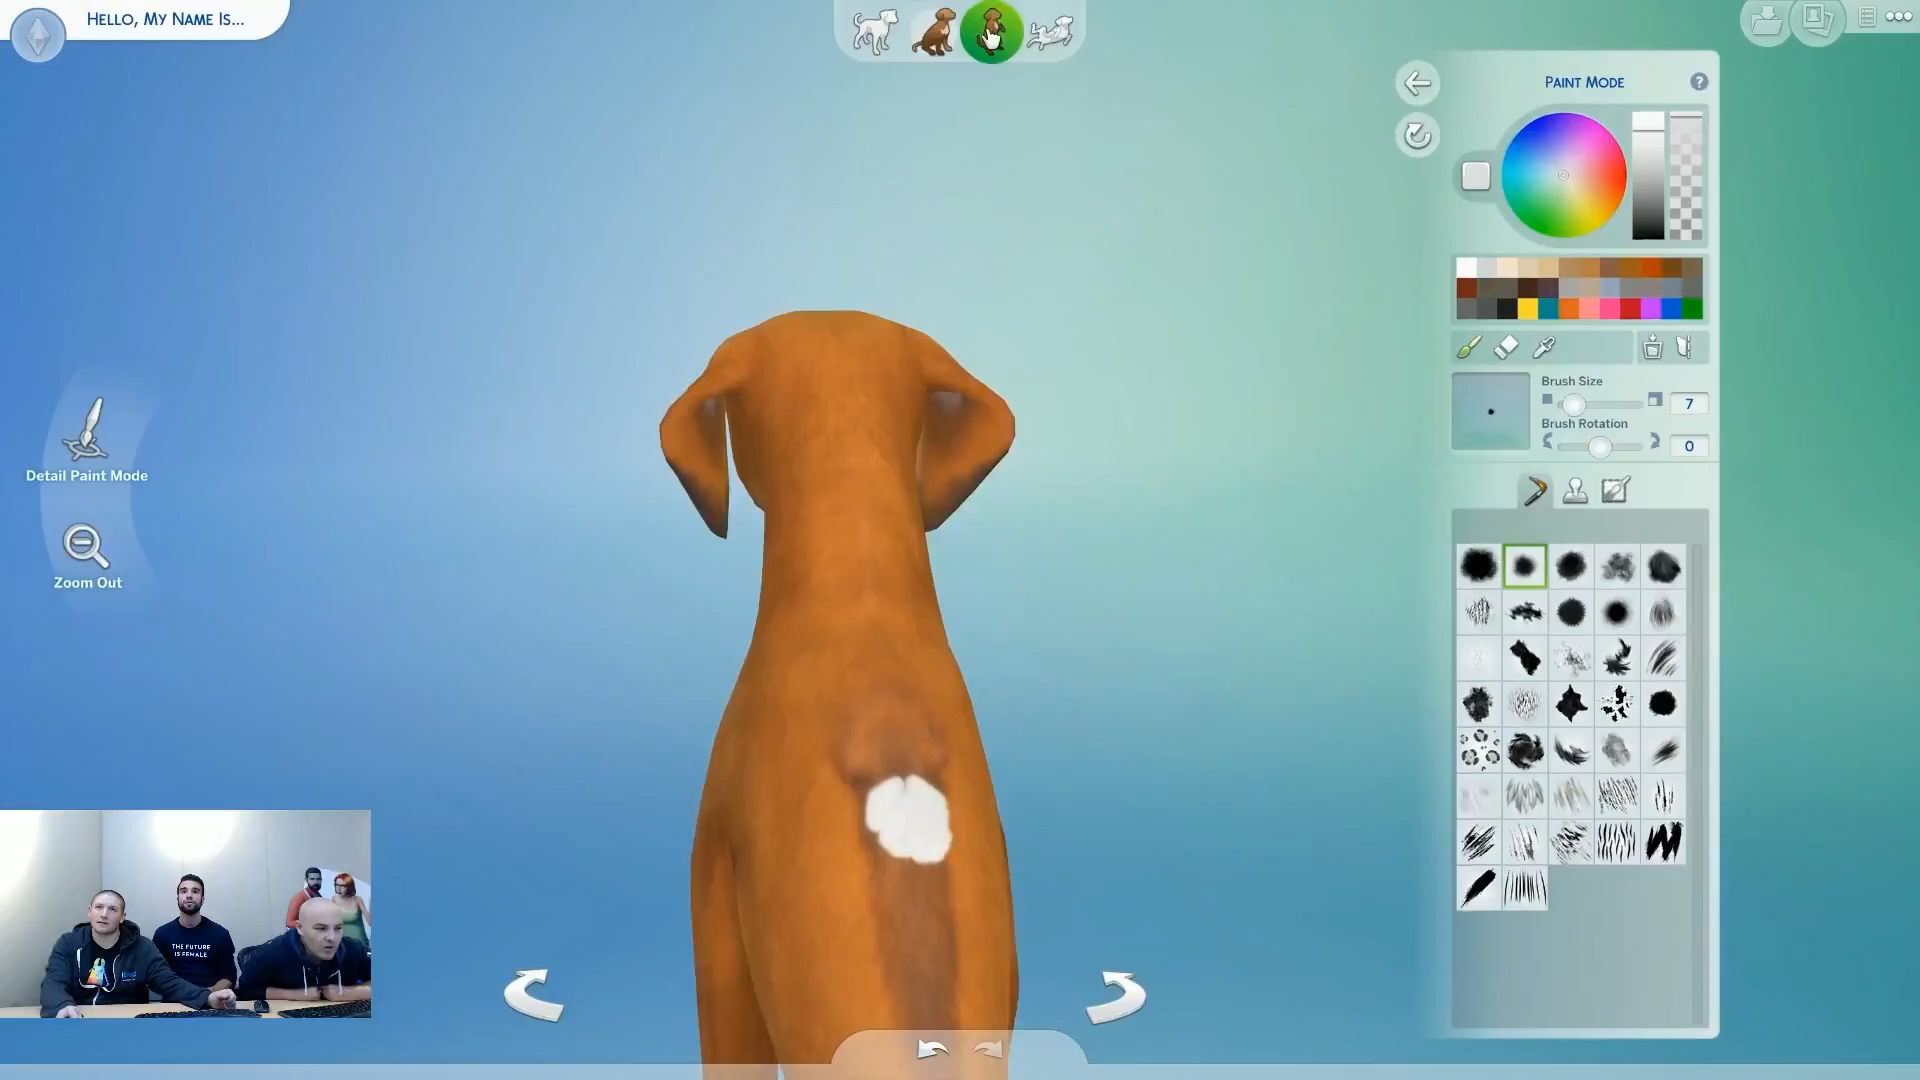 Hello, My Name Is...
Paint Mode
?
Brush Size
7
Brush Rotation
0
Detail Paint Mode
Zoom Out
THE FUTURE
IS FEMALE